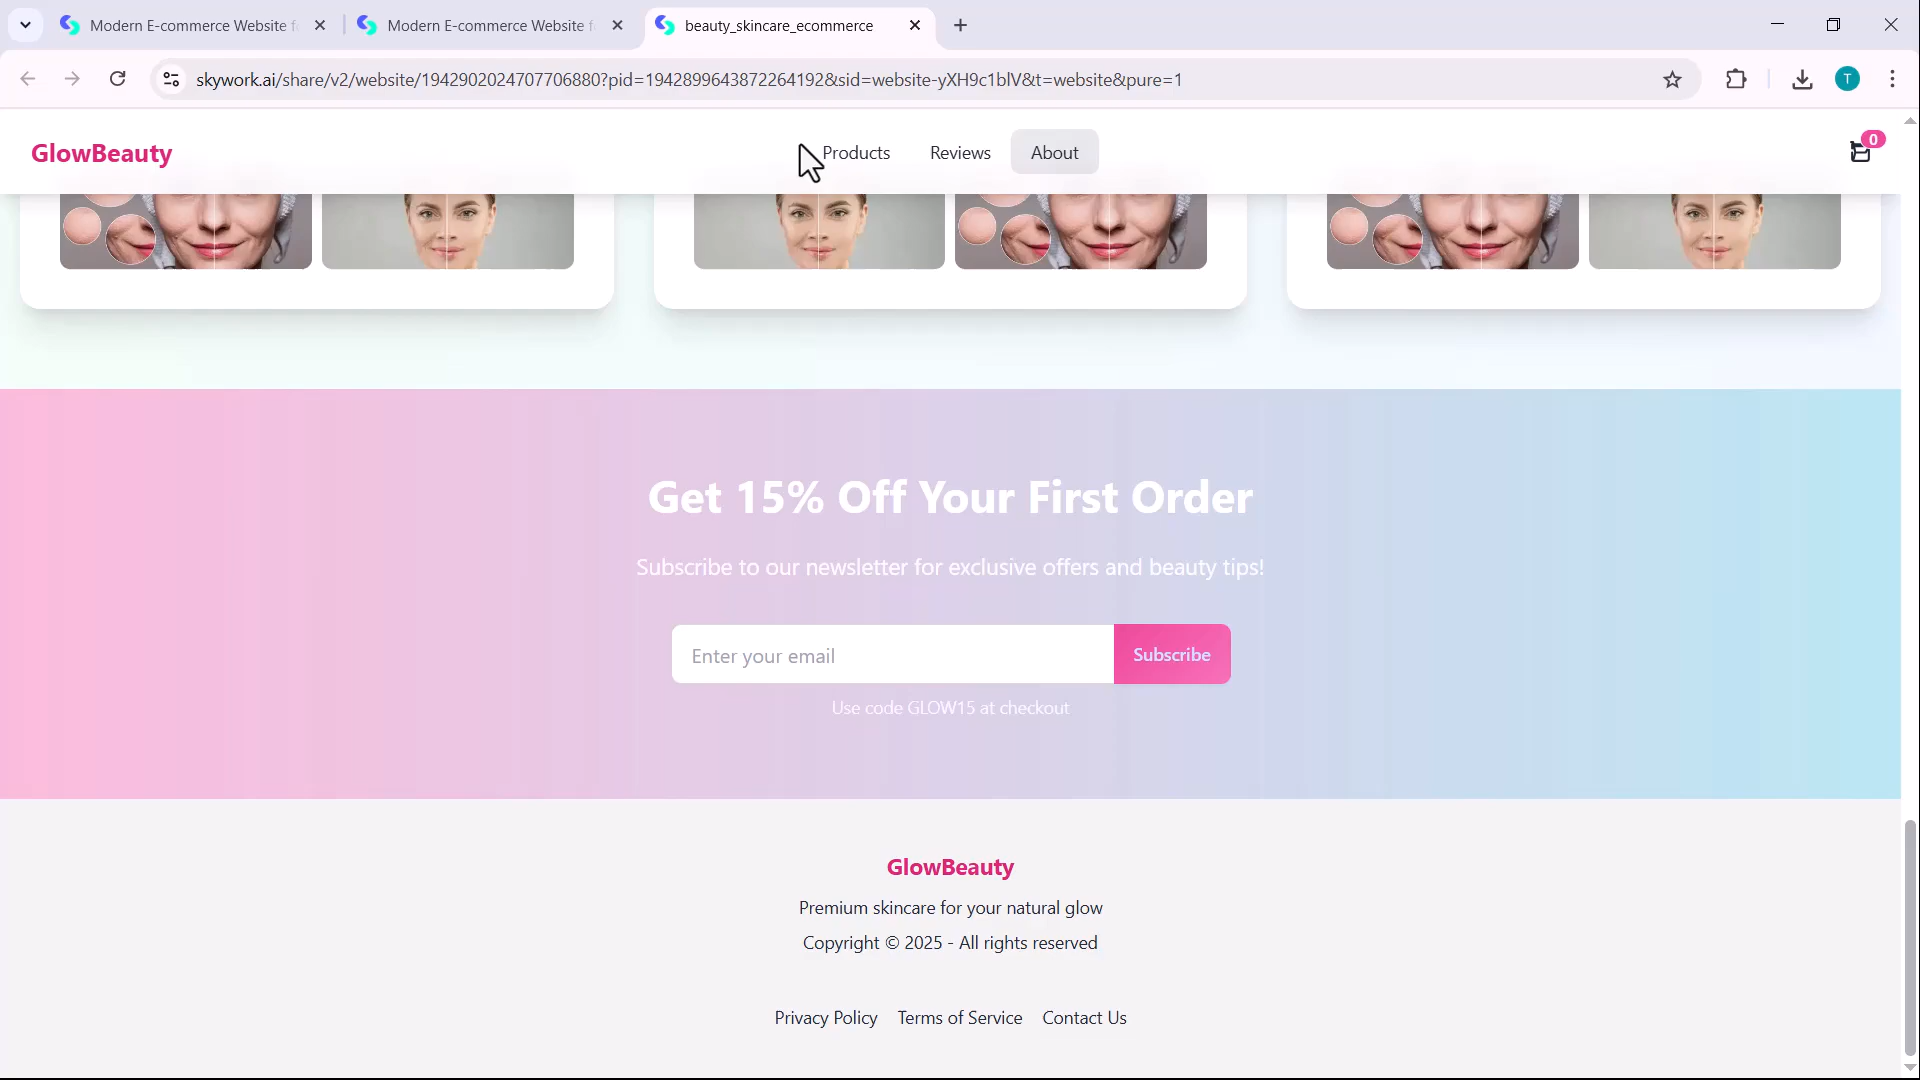 Modern E-commerce Website f
Modern E-commerce Website f
beauty_skincare_ecommerce
skywork.ai/share/v2/website/1942902024707706880?pid=1942899643872264192&sid=website-yXH9c1blV&t=website&pure=1
T
GlowBeauty
Products
Reviews
About
0
Get 15% Off Your First Order
Subscribe to our newsletter for exclusive offers and beauty tips!
Enter your email
Subscribe
Use code GLOW15 at checkout
GlowBeauty
Premium skincare for your natural glow
Copyright © 2025 - All rights reserved
Privacy Policy
Terms of Service
Contact Us